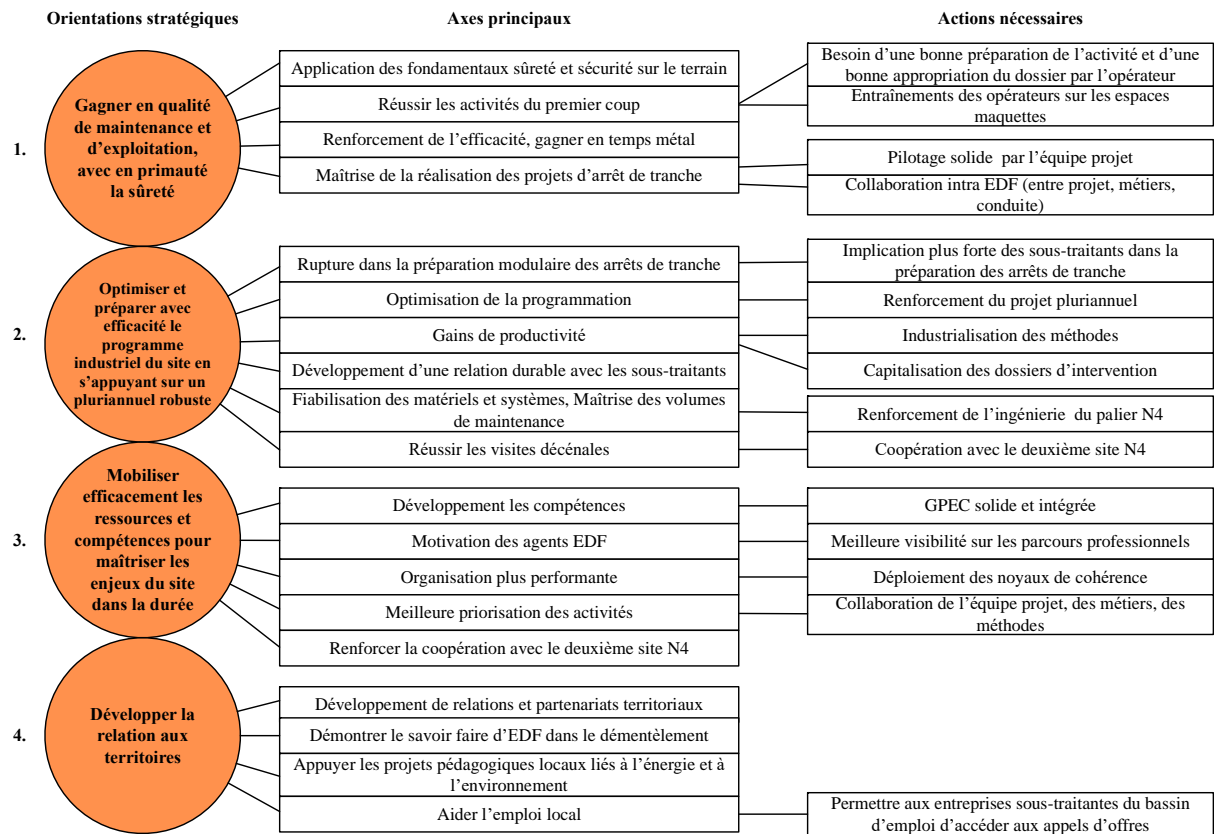 Orientations stratégiques
Axes principaux
Actions nécessaires
1.
Gagner en qualité
de maintenance et
d'exploitation,
avec en primauté
la sûreté
Application des fondamentaux sûreté et sécurité sur le terrain
Réussir les activités du premier coup
Renforcement de l'efficacité, gagner en temps métal
Maîtrise de la réalisation des projets d'arrêt de tranche
Besoin d'une bonne préparation de l'activité et d'une
bonne appropriation du dossier par l'opérateur
Entraînements des opérateurs sur les espaces
maquettes
Pilotage solide par l'équipe projet
Collaboration intra EDF (entre projet, métiers,
conduite)
2.
Optimiser et
préparer avec
efficacité le
programme
industriel du site en
s'appuyant sur un
pluriannuel robuste
Rupture dans la préparation modulaire des arrêts de tranche
Optimisation de la programmation
Gains de productivité
Développement d'une relation durable avec les sous-traitants
Fiabilisation des matériels et systèmes, Maîtrise des volumes
de maintenance
Réussir les visites décénales
Implication plus forte des sous-traitants dans la
préparation des arrêts de tranche
Renforcement du projet pluriannuel
Industrialisation des méthodes
Capitalisation des dossiers d'intervention
Renforcement de l'ingénierie du palier N4
Coopération avec le deuxième site N4
3.
Mobiliser
efficacement les
ressources et
compétences pour
maîtriser les
enjeux du site
dans la durée
Développement les compétences
Motivation des agents EDF
Organisation plus performante
Meilleure priorisation des activités
Renforcer la coopération avec le deuxième site N4
GPEC solide et intégrée
Meilleure visibilité sur les parcours professionnels
Déploiement des noyaux de cohérence
Collaboration de l'équipe projet, des métiers, des
méthodes
4.
Développer la
relation aux
territoires
Développement de relations et partenariats territoriaux
Démontrer le savoir faire d'EDF dans le démentèlement
Appuyer les projets pédagogiques locaux liés à l'énergie et à
l'environnement
Aider l'emploi local
Permettre aux entreprises sous-traitantes du bassin
d'emploi d'accéder aux appels d'offres